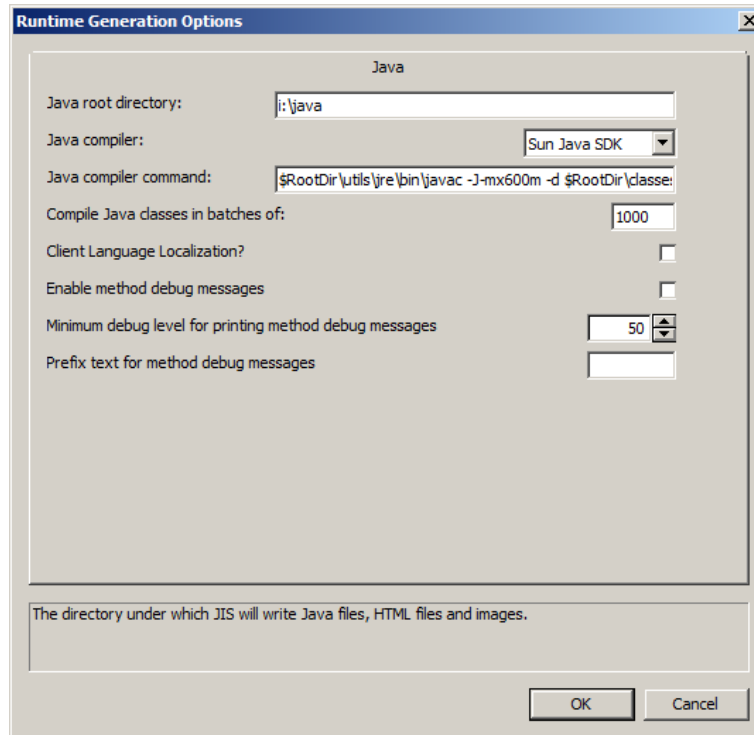 Runtime Generation Options
Java
Java root directory: i:\java
Java compiler: Sun Java SDK
Java compiler command: $RootDir\utils\jre\bin\javac -J-mx600m -d $RootDir\classes
Compile Java classes in batches of: 1000
Client Language Localization?
Enable method debug messages
Minimum debug level for printing method debug messages 50
Prefix text for method debug messages
The directory under which JIS will write Java files, HTML files and images.
OK Cancel